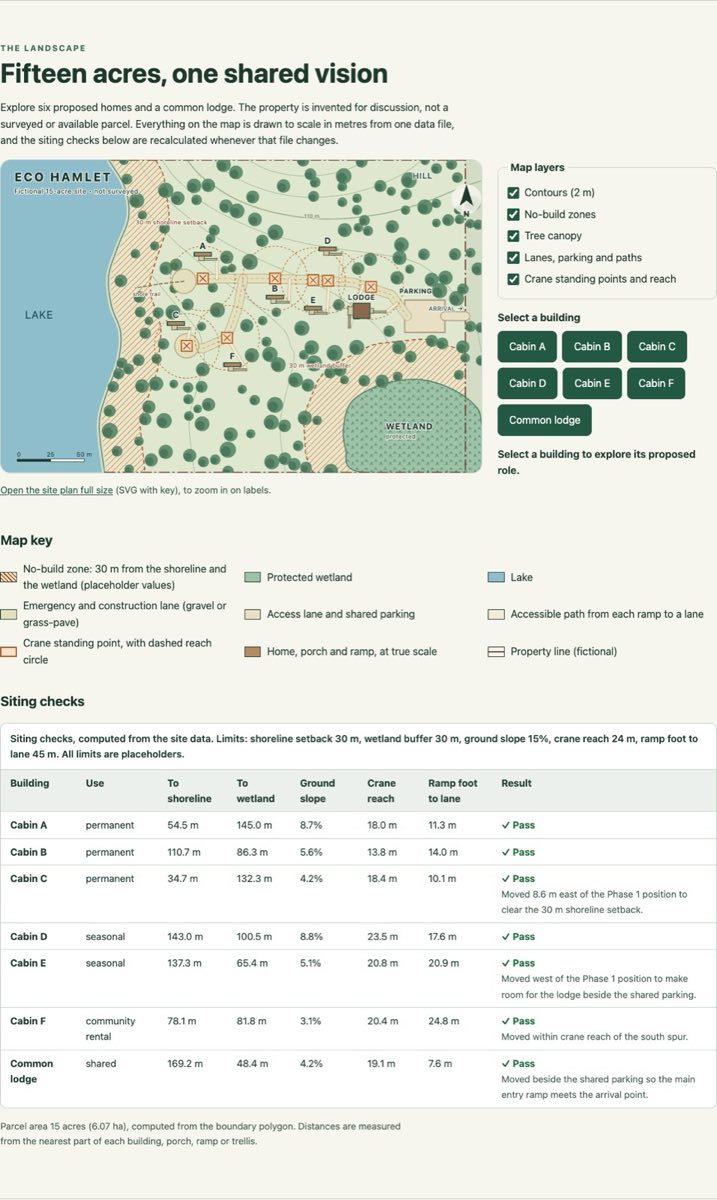 THE LANDSCAPE
Fifteen acres, one shared vision
Explore six proposed homes and a common lodge. The property is invented for discussion, not a
surveyed or available parcel. Everything on the map is drawn to scale in metres from one data file,
and the siting checks below are recalculated whenever that file changes.
ECO HAMLET
Fictional 15-acre site · not surveyed
HILL
N
30 m shoreline setback
110 m
A
D
B
E
C
F
LODGE
PARKING
ARRIVAL →
LAKE
30 m wetland buffer
WETLAND
protected
0 25 50 m
Map layers
Contours (2 m)
No-build zones
Tree canopy
Lanes, parking and paths
Crane standing points and reach
Select a building
Cabin A Cabin B Cabin C
Cabin D Cabin E Cabin F
Common lodge
Select a building to explore its proposed
role.
Open the site plan full size (SVG with key), to zoom in on labels.
Map key
No-build zone: 30 m from the shoreline and
the wetland (placeholder values)
Protected wetland
Lake
Emergency and construction lane (gravel or
grass-pave)
Access lane and shared parking
Accessible path from each ramp to a lane
Crane standing point, with dashed reach
circle
Home, porch and ramp, at true scale
Property line (fictional)
Siting checks
Siting checks, computed from the site data. Limits: shoreline setback 30 m, wetland buffer 30 m, ground slope 15%, crane reach 24 m, ramp foot to
lane 45 m. All limits are placeholders.
Building Use To shoreline To wetland Ground slope Crane reach Ramp foot to lane Result
Cabin A permanent 54.5 m 145.0 m 8.7% 18.0 m 11.3 m ✓ Pass
Cabin B permanent 110.7 m 86.3 m 5.6% 13.8 m 14.0 m ✓ Pass
Cabin C permanent 34.7 m 132.3 m 4.2% 18.4 m 10.1 m ✓ Pass
Moved 8.6 m east of the Phase 1 position to
clear the 30 m shoreline setback.
Cabin D seasonal 143.0 m 100.5 m 8.8% 23.5 m 17.6 m ✓ Pass
Cabin E seasonal 137.3 m 65.4 m 5.1% 20.8 m 20.9 m ✓ Pass
Moved west of the Phase 1 position to make
room for the lodge beside the shared parking.
Cabin F community rental 78.1 m 81.8 m 3.1% 20.4 m 24.8 m ✓ Pass
Moved within crane reach of the south spur.
Common lodge shared 169.2 m 48.4 m 4.2% 19.1 m 7.6 m ✓ Pass
Moved beside the shared parking so the main
entry ramp meets the arrival point.
Parcel area 15 acres (6.07 ha), computed from the boundary polygon. Distances are measured
from the nearest part of each building, porch, ramp or trellis.